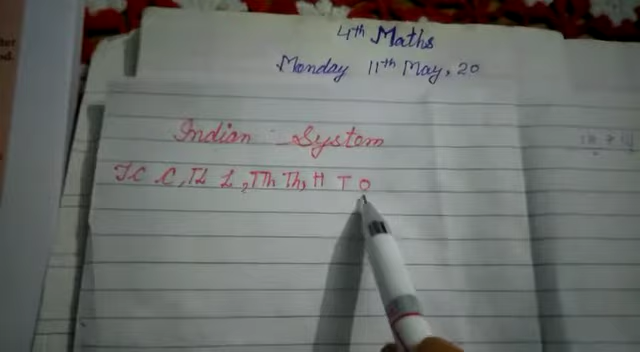 4th Maths
Monday 11th May, 20
Indian System
TC C, TL L, TTh Th, H T O